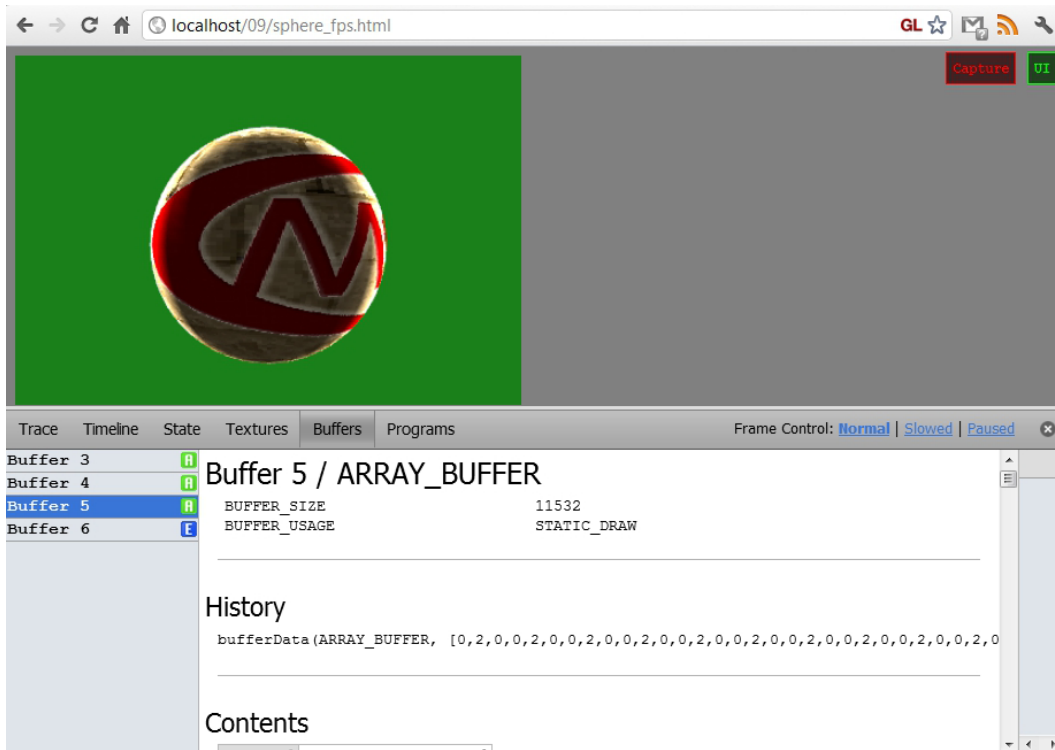 localhost/09/sphere_fps.html
GL
Capture
UI
Trace Timeline State Textures Buffers Programs Frame Control: Normal | Slowed | Paused
Buffer 3 A
Buffer 4 A
Buffer 5 A
Buffer 6 E
Buffer 5 / ARRAY_BUFFER
BUFFER_SIZE 11532
BUFFER_USAGE STATIC_DRAW
History
bufferData(ARRAY_BUFFER, [0,2,0,0,2,0,0,2,0,0,2,0,0,2,0,0,2,0,0,2,0,0,2,0,0,2,0,0,2,0
Contents